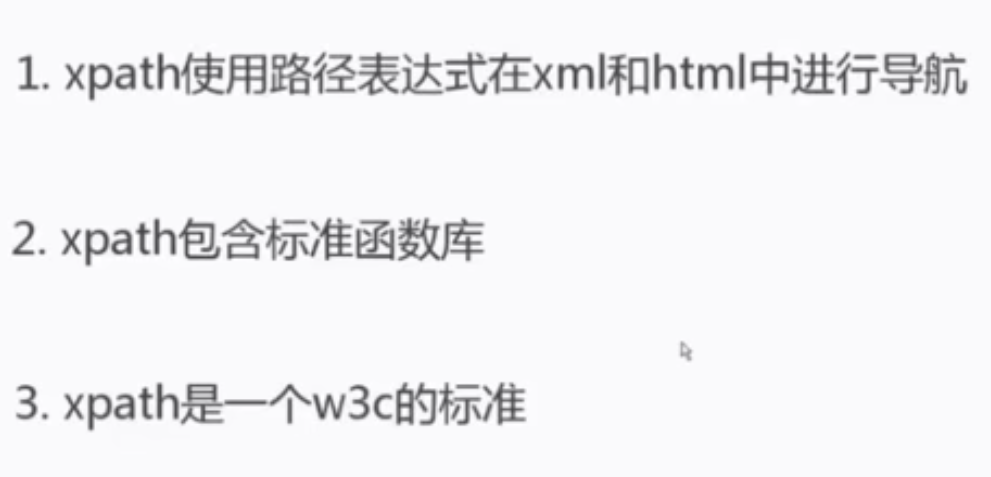 1. xpath使用路径表达式在xml和html中进行导航
2. xpath包含标准函数库
3. xpath是一个w3c的标准